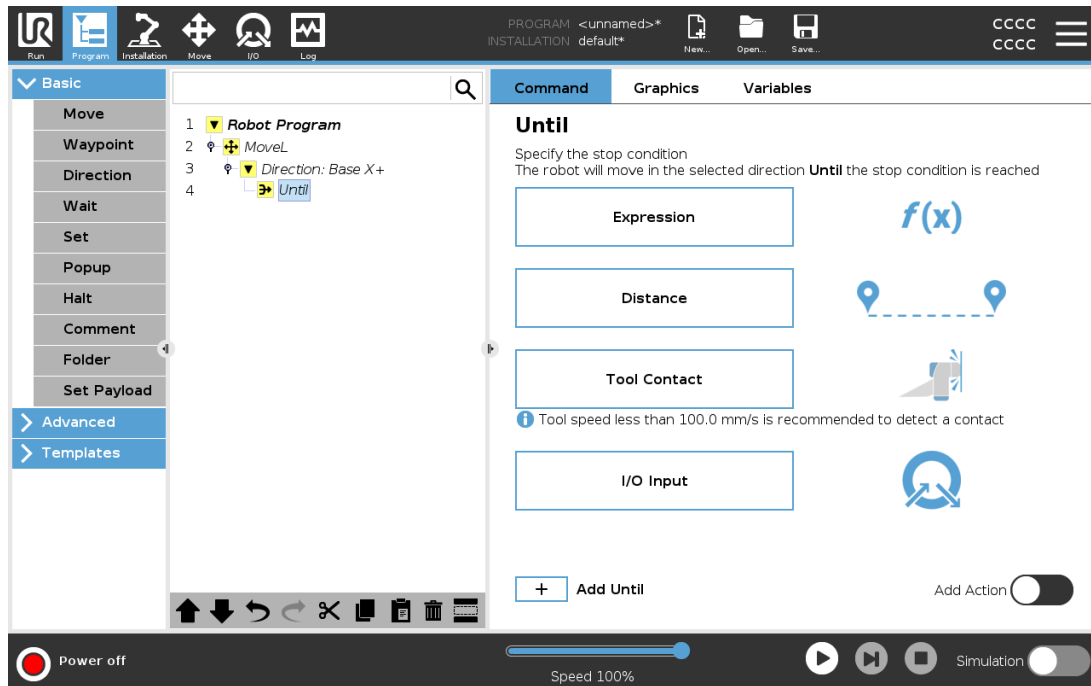 PROGRAM <unnamed>*
INSTALLATION default*
CCCC
CCCC
Run Program Installation Move I/O Log New... Open... Save...
Basic
Move
Waypoint
Direction
Wait
Set
Popup
Halt
Comment
Folder
Set Payload
Advanced
Templates
1 Robot Program
2 MoveL
3 Direction: Base X+
4 Until
Command Graphics Variables
Until
Specify the stop condition
The robot will move in the selected direction Until the stop condition is reached
Expression f(x)
Distance
Tool Contact
Tool speed less than 100.0 mm/s is recommended to detect a contact
I/O Input
+ Add Until Add Action
Power off
Speed 100%
Simulation